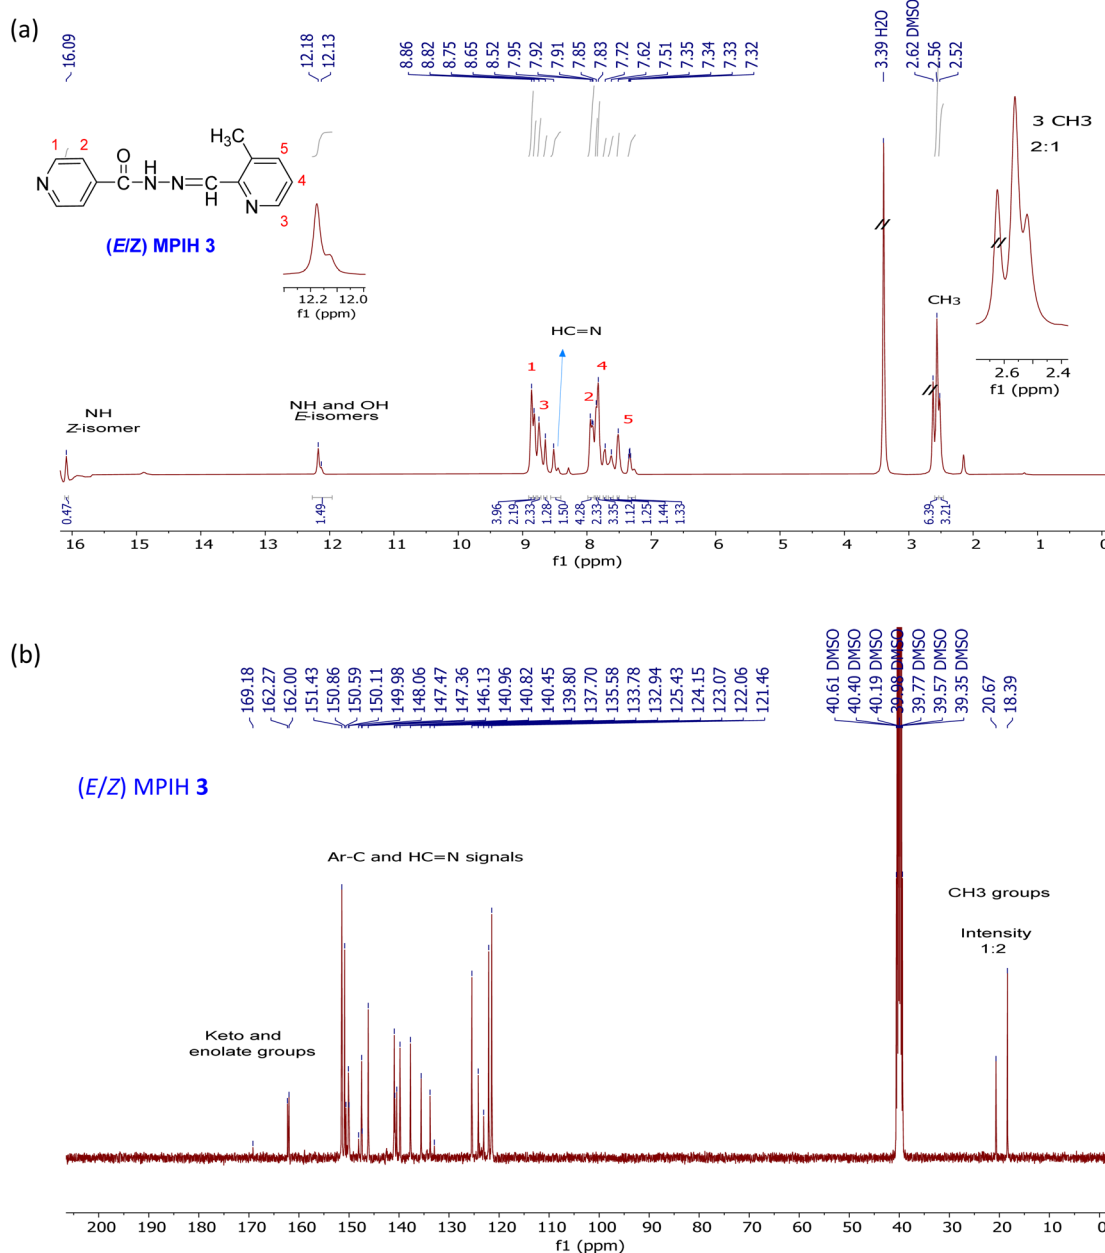 (a)
16.09
12.18
12.13
8.86
8.82
8.75
8.65
8.52
7.95
7.92
7.91
7.85
7.83
7.72
7.62
7.51
7.35
7.34
7.33
7.32
3.39 H2O
2.62 DMSO
2.56
2.52
3 CH3
2:1
1
2
H3C
5
O
H
N
C
N
N
C
H
4
N
3
(E/Z) MPIH 3
12.2 12.0
f1 (ppm)
2.6 2.4
f1 (ppm)
CH3
HC=N
1
3
4
2
5
NH
Z-isomer
NH and OH
E-isomers
0.47
1.49
3.96
2.19
2.33
1.28
1.50
4.28
2.33
3.35
1.12
1.25
1.44
1.33
6.39
3.21
16 15 14 13 12 11 10 9 8 7 6 5 4 3 2 1 0
f1 (ppm)
(b)
169.18
162.27
162.00
151.43
150.86
150.59
150.11
149.98
148.06
147.47
147.36
146.13
140.96
140.82
140.45
139.80
137.70
135.58
133.78
132.94
125.43
124.15
123.07
122.06
121.46
40.61 DMSO
40.40 DMSO
40.19 DMSO
39.98 DMSO
39.77 DMSO
39.57 DMSO
39.35 DMSO
20.67
18.39
(E/Z) MPIH 3
Ar-C and HC=N signals
CH3 groups
Intensity
1:2
Keto and
enolate groups
200 190 180 170 160 150 140 130 120 110 100 90 80 70 60 50 40 30 20 10 0
f1 (ppm)